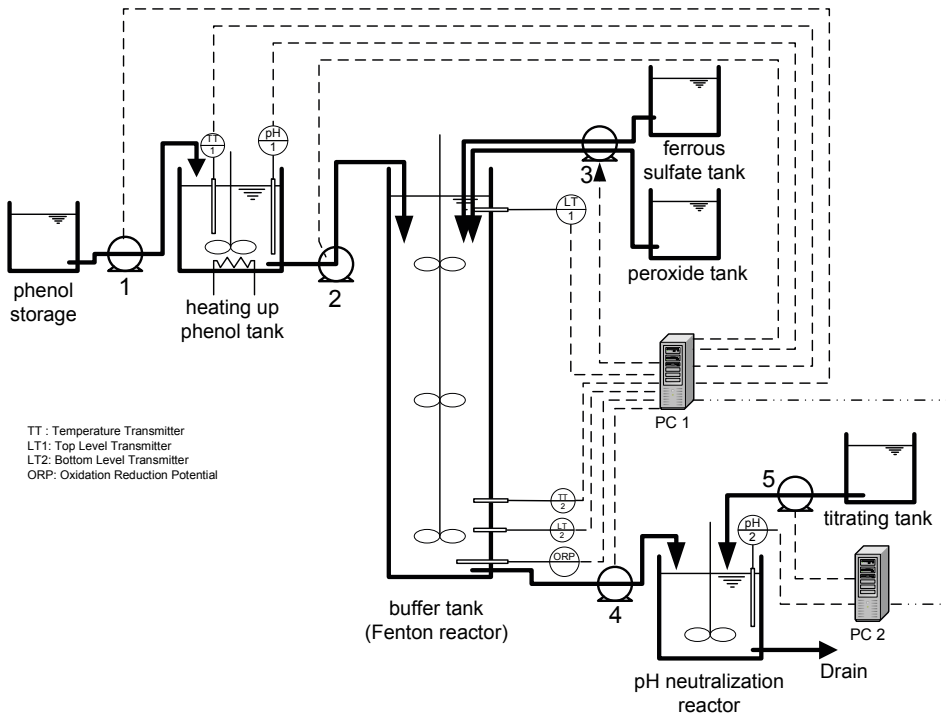 ferrous
sulfate tank
TT
1
pH
1
3
LT
1
peroxide tank
1
2
phenol
storage
heating up
phenol tank
PC 1
TT : Temperature Transmitter
LT1: Top Level Transmitter
LT2: Bottom Level Transmitter
ORP: Oxidation Reduction Potential
5
TT
2
titrating tank
LT
2
pH
2
ORP
buffer tank
(Fenton reactor)
4
PC 2
Drain
pH neutralization
reactor